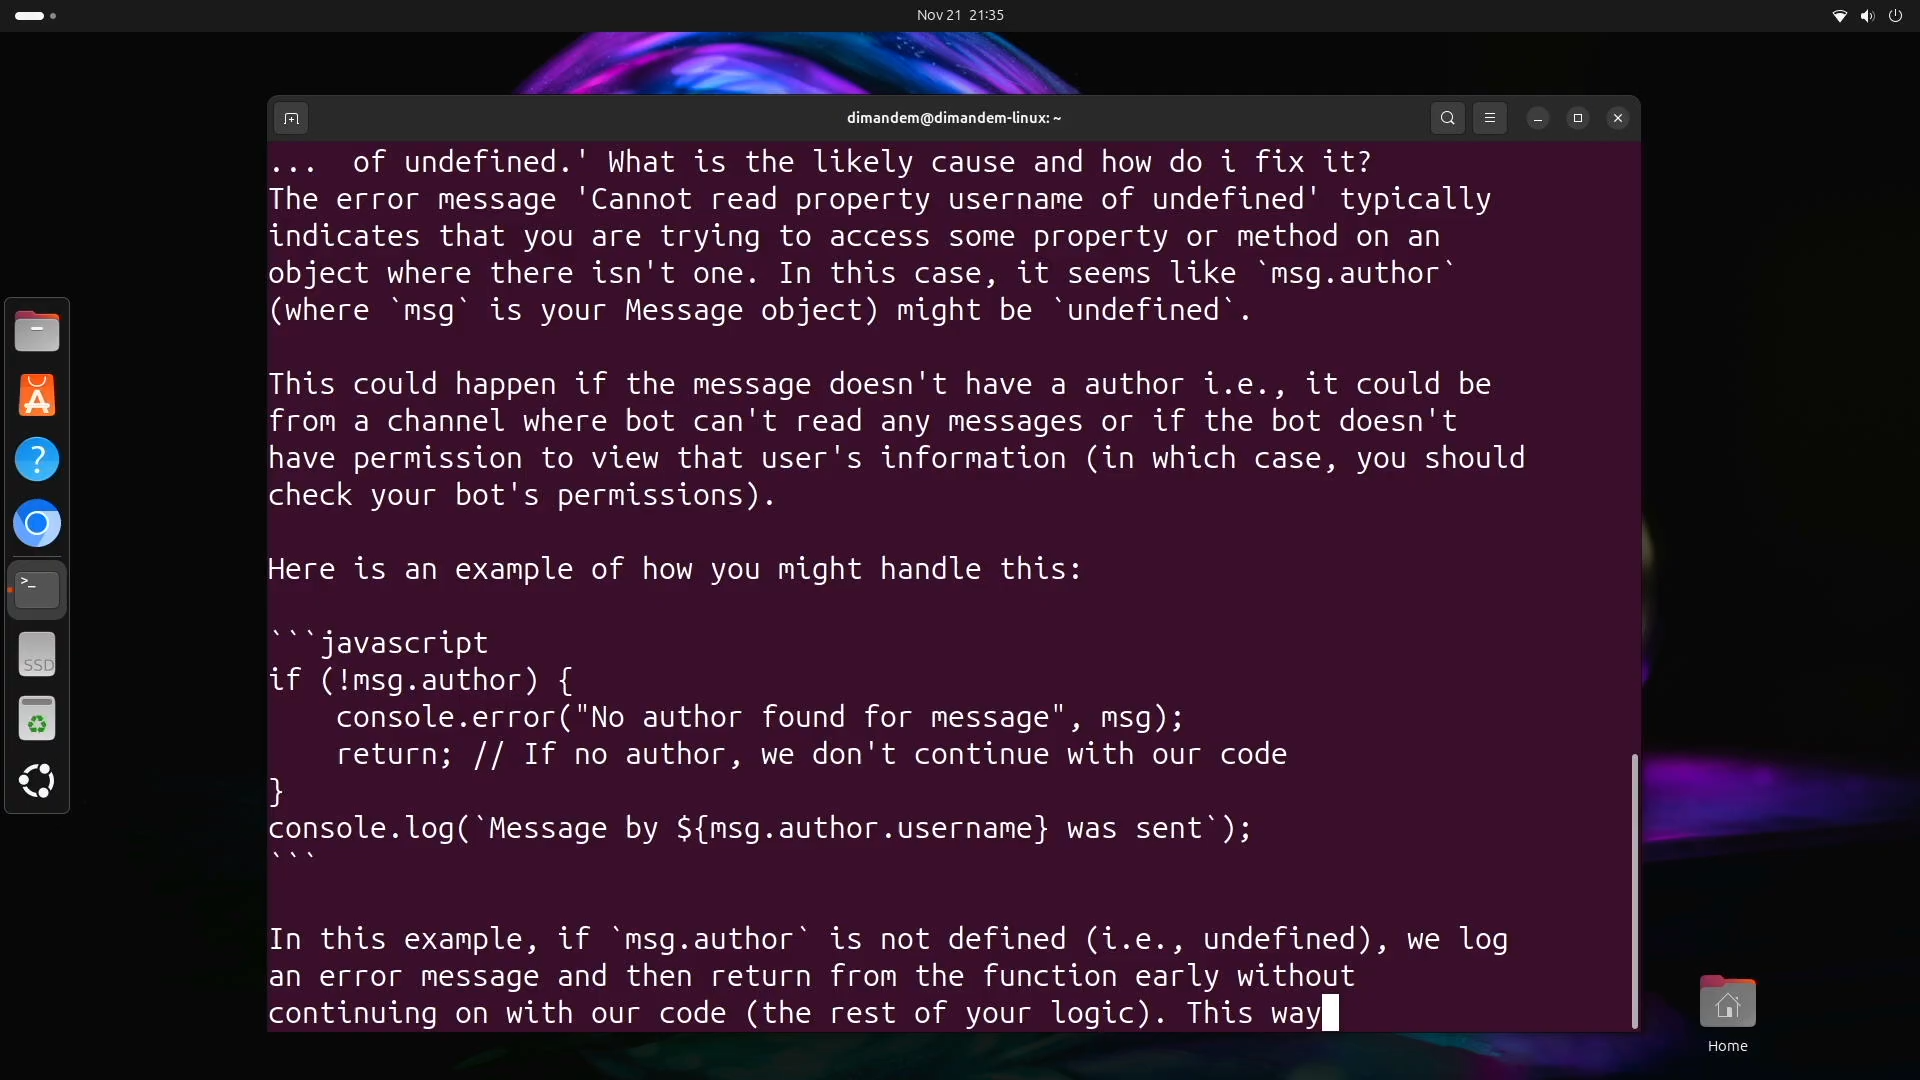 Nov 21 21:35
dimandem@dimandem-linux: ~
... of undefined.' What is the likely cause and how do i fix it?
The error message 'Cannot read property username of undefined' typically
indicates that you are trying to access some property or method on an
object where there isn't one. In this case, it seems like `msg.author`
(where `msg` is your Message object) might be `undefined`.
This could happen if the message doesn't have a author i.e., it could be
from a channel where bot can't read any messages or if the bot doesn't
have permission to view that user's information (in which case, you should
check your bot's permissions).
Here is an example of how you might handle this:
```javascript
if (!msg.author) {
    console.error("No author found for message", msg);
    return; // If no author, we don't continue with our code
}
console.log(`Message by ${msg.author.username} was sent`);
```
In this example, if `msg.author` is not defined (i.e., undefined), we log
an error message and then return from the function early without
continuing on with our code (the rest of your logic). This way
SSD
Home